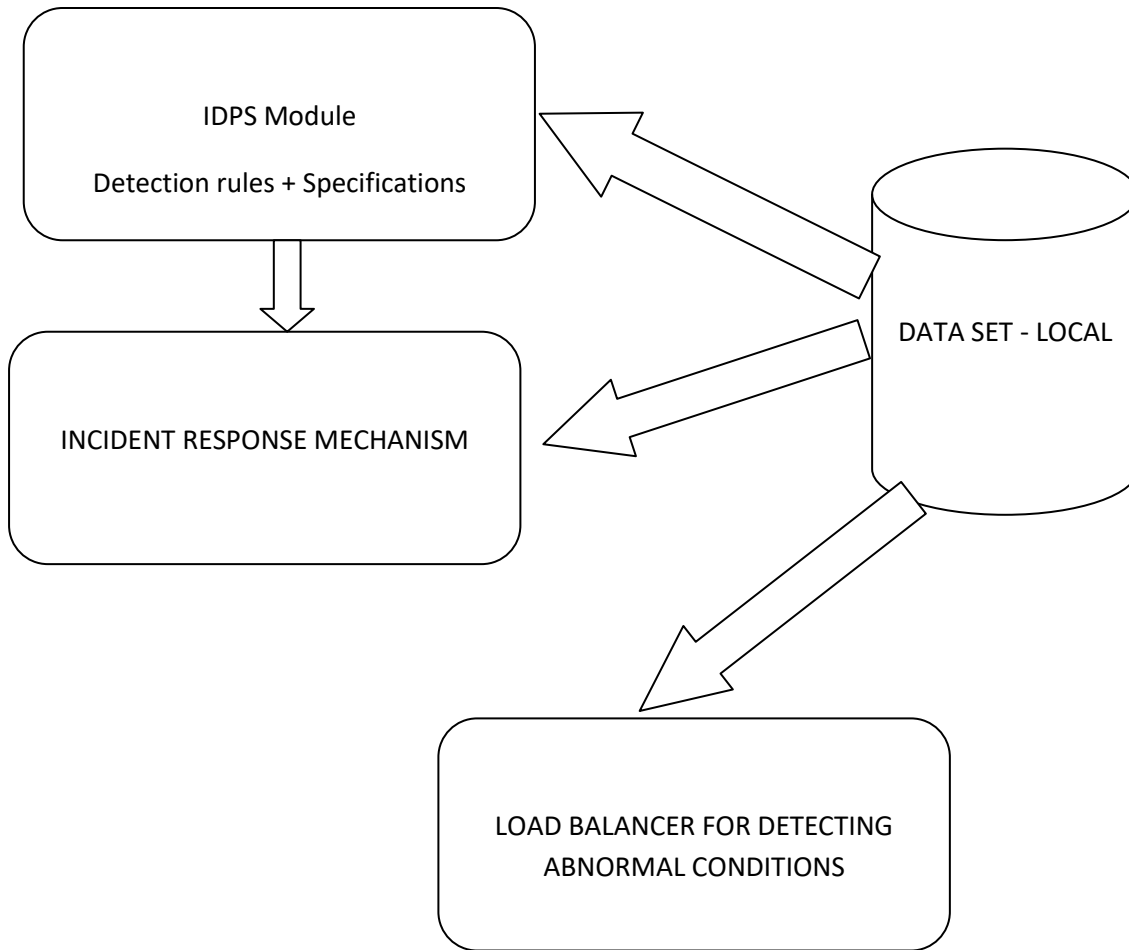 IDPS Module
Detection rules + Specifications
DATA SET - LOCAL
INCIDENT RESPONSE MECHANISM
LOAD BALANCER FOR DETECTING
ABNORMAL CONDITIONS